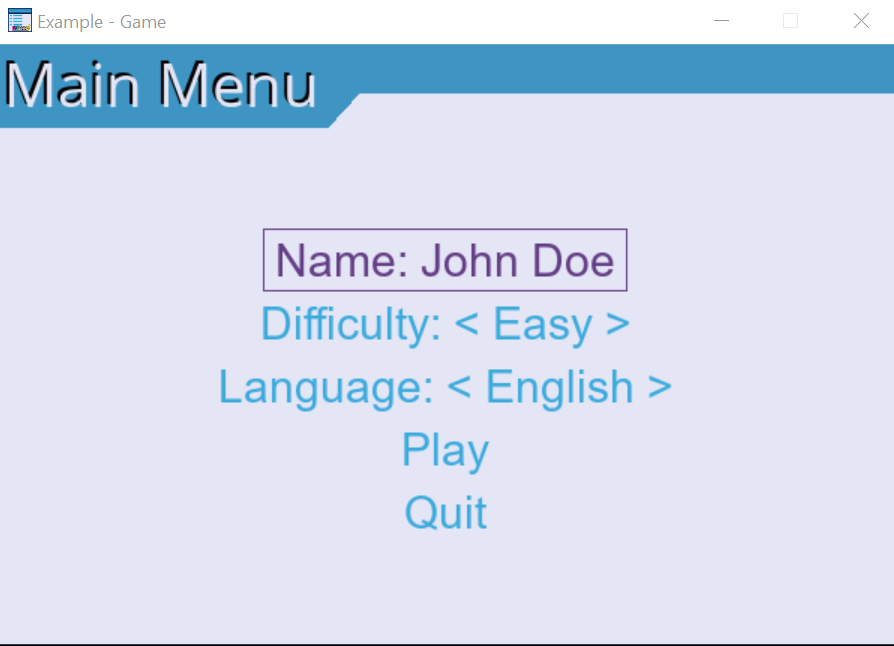 Example - Game
Main Menu
Name: John Doe
Difficulty: < Easy >
Language: < English >
Play
Quit